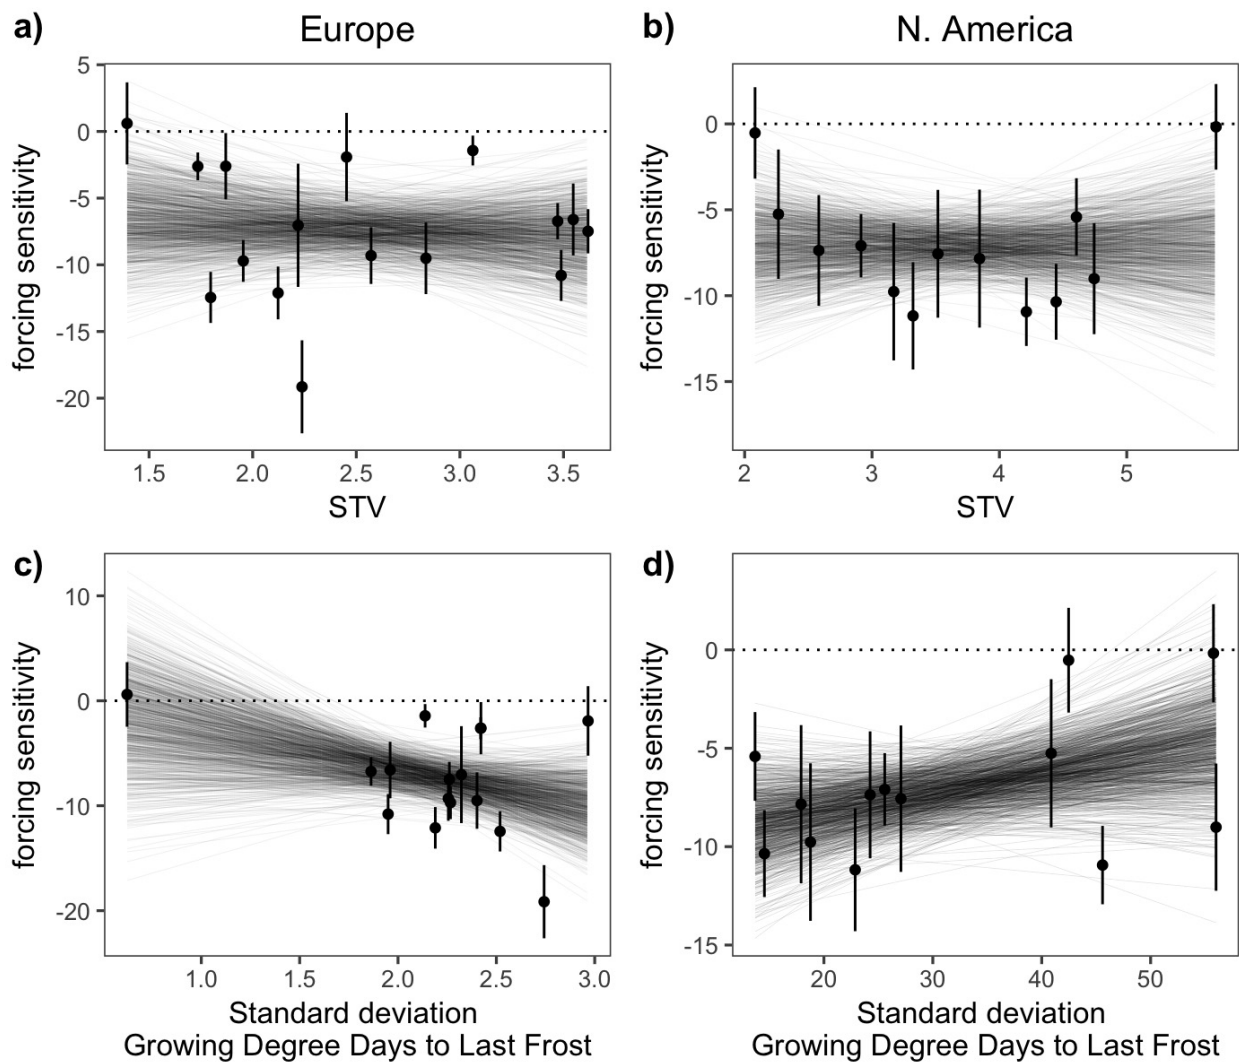 a)
Europe
5
0
-5
-10
-15
-20
forcing sensitivity
1.5
2.0
2.5
3.0
3.5
STV
b)
N. America
0
-5
-10
-15
forcing sensitivity
2
3
4
5
STV
c)
10
0
-10
-20
forcing sensitivity
1.0
1.5
2.0
2.5
3.0
Standard deviation
Growing Degree Days to Last Frost
d)
0
-5
-10
-15
forcing sensitivity
20
30
40
50
Standard deviation
Growing Degree Days to Last Frost